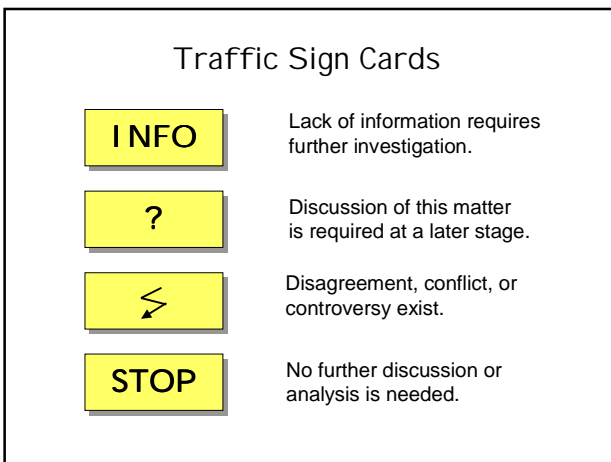 Traffic Sign Cards
INFO
Lack of information requires
further investigation.
?
Discussion of this matter
is required at a later stage.
Disagreement, conflict, or
controversy exist.
STOP
No further discussion or
analysis is needed.